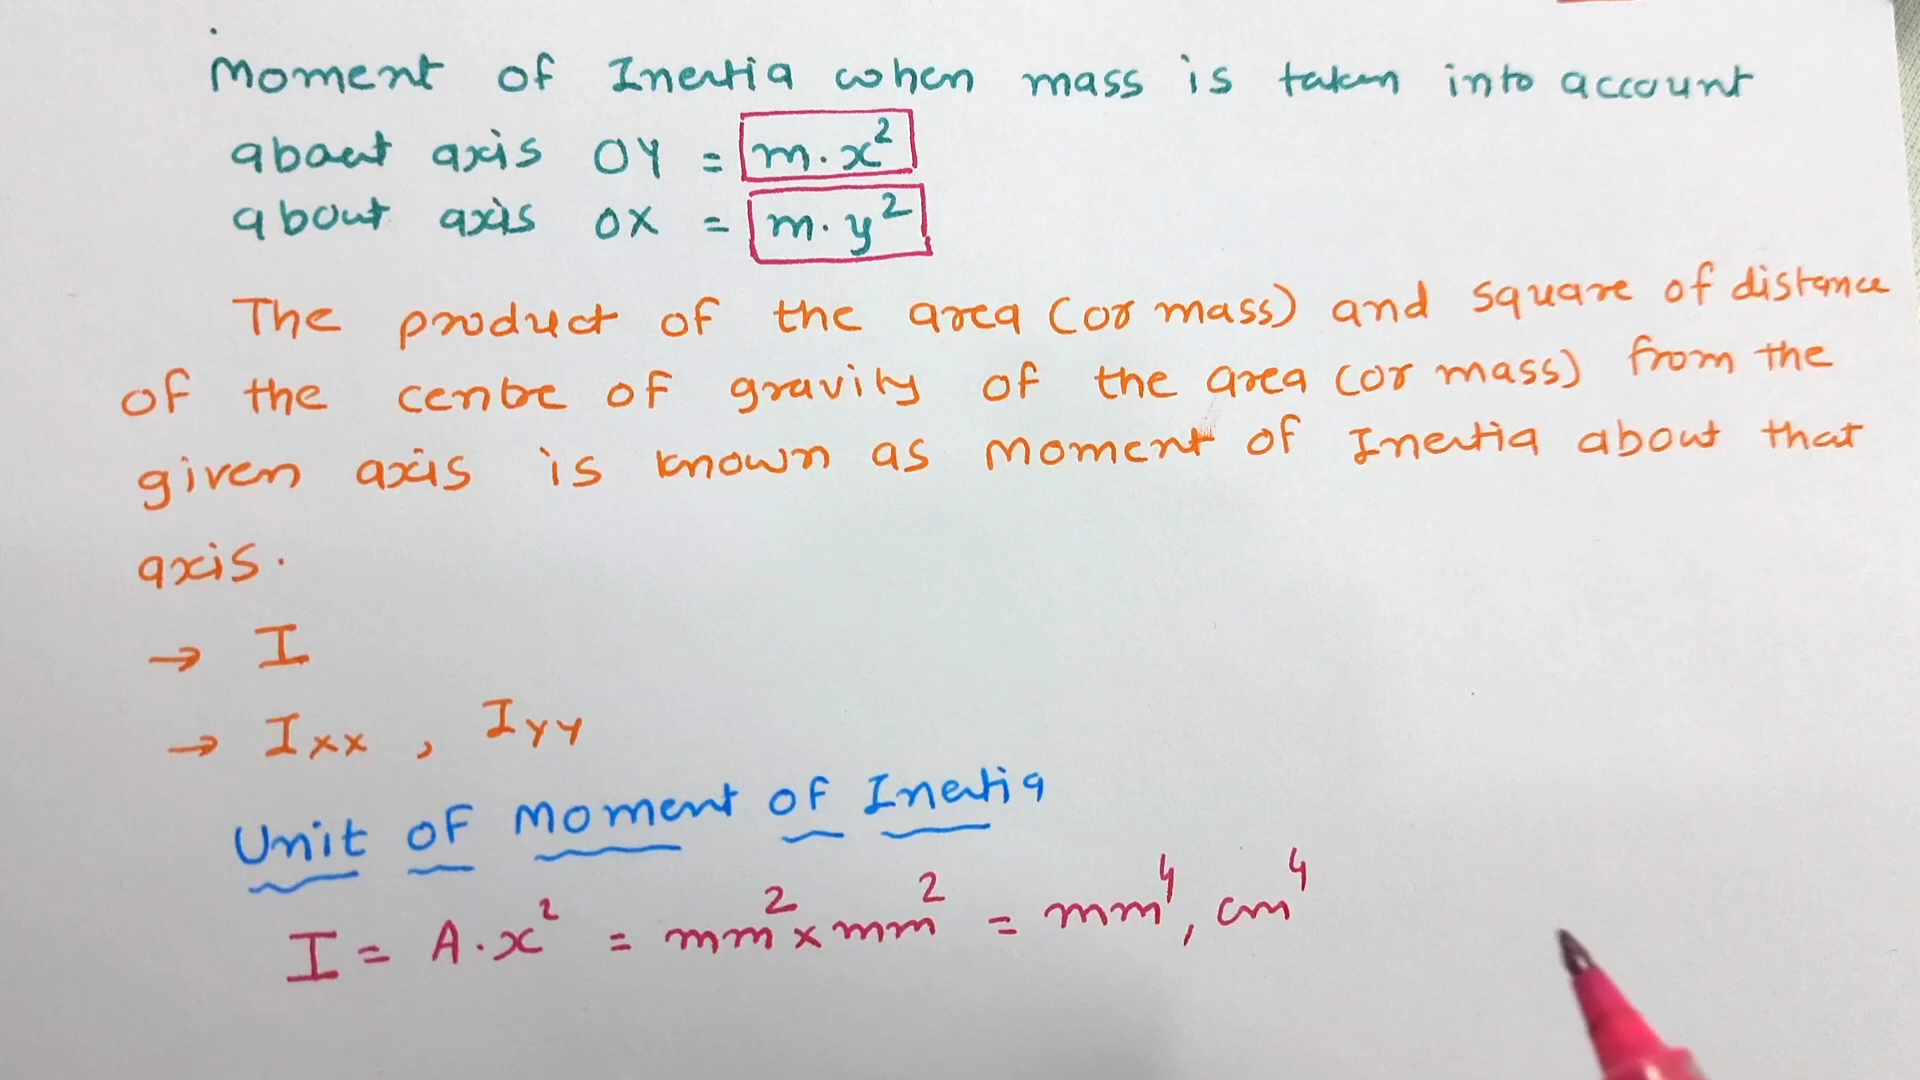 Moment of Inertia when mass is taken into account
about axis OY = m.x²
about axis OX = m.y²
The product of the area (or mass) and square of distance
of the centre of gravity of the area (or mass) from the
given axis is known as Moment of Inertia about that
axis.
→ I
→ Ixx , Iyy
Unit of Moment of Inertia
I = A.x² = mm² x mm² = mm⁴, cm⁴